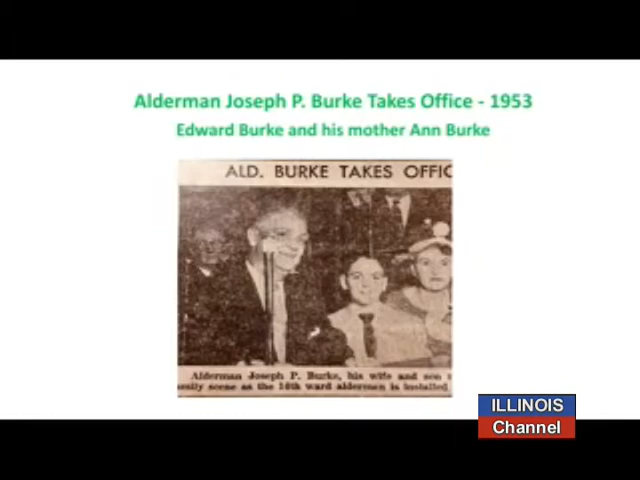 Alderman Joseph P. Burke Takes Office - 1953
Edward Burke and his mother Ann Burke
ALD. BURKE TAKES OFFIC
Alderman Joseph P. Burke, his wife and son
scene as the 14th ward alderman is installed
ILLINOIS
Channel